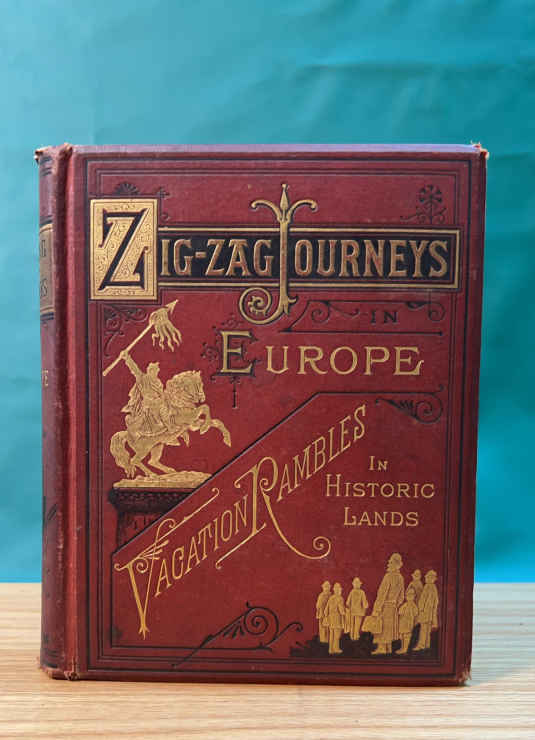 ZIG-ZAG JOURNEYS
IN
EUROPE
VACATION RAMBLES
IN
HISTORIC
LANDS